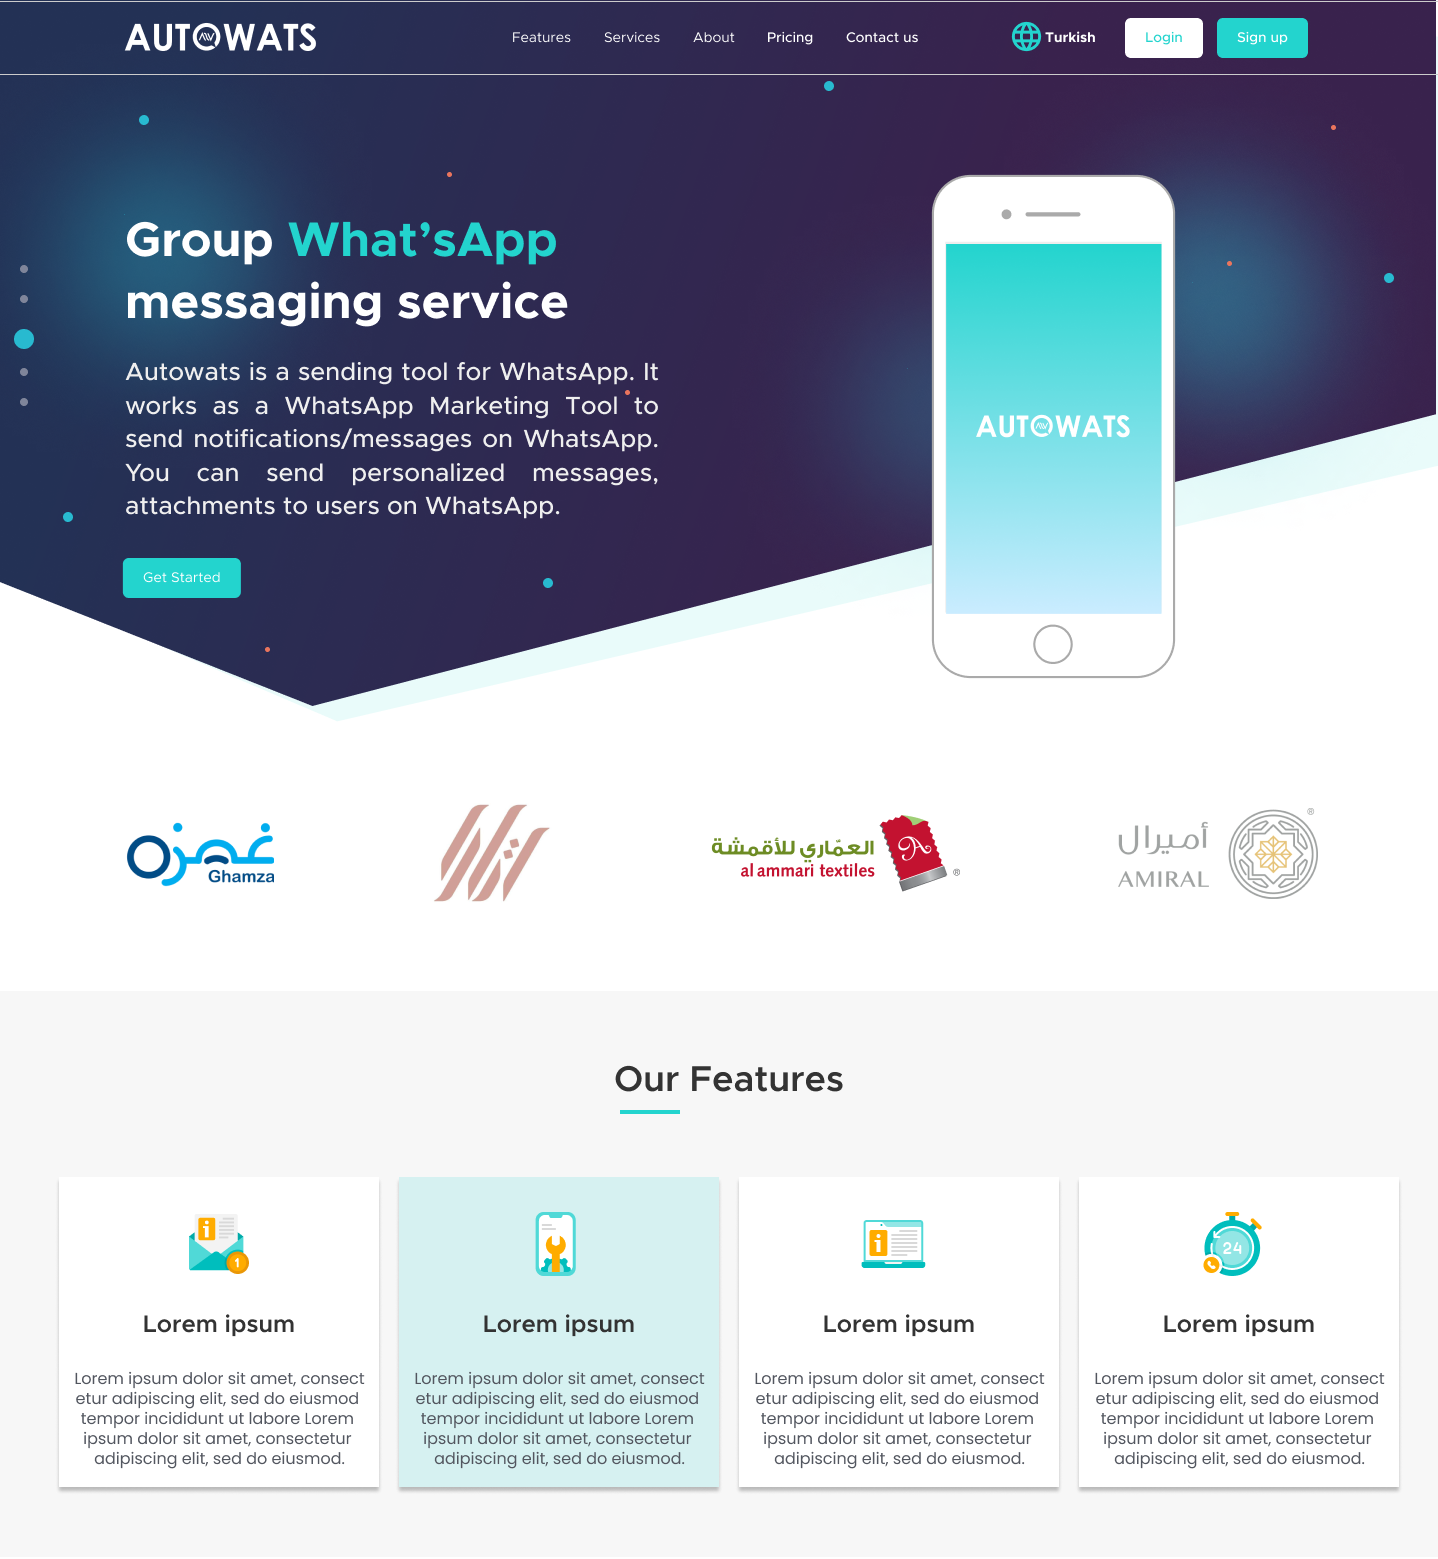 AUTOWATS
Features Services About Pricing Contact us
Turkish Login Sign up
Group What’sApp
messaging service
Autowats is a sending tool for WhatsApp. It
works as a WhatsApp Marketing Tool to
send notifications/messages on WhatsApp.
You can send personalized messages,
attachments to users on WhatsApp.
Get Started
AUTOWATS
غمزه
Ghamza
العمّاري للأقمشة
al ammari textiles
®
أميرال
AMIRAL
®
Our Features
1
24
Lorem ipsum
Lorem ipsum dolor sit amet, consect
etur adipiscing elit, sed do eiusmod
tempor incididunt ut labore Lorem
ipsum dolor sit amet, consectetur
adipiscing elit, sed do eiusmod.
Lorem ipsum
Lorem ipsum dolor sit amet, consect
etur adipiscing elit, sed do eiusmod
tempor incididunt ut labore Lorem
ipsum dolor sit amet, consectetur
adipiscing elit, sed do eiusmod.
Lorem ipsum
Lorem ipsum dolor sit amet, consect
etur adipiscing elit, sed do eiusmod
tempor incididunt ut labore Lorem
ipsum dolor sit amet, consectetur
adipiscing elit, sed do eiusmod.
Lorem ipsum
Lorem ipsum dolor sit amet, consect
etur adipiscing elit, sed do eiusmod
tempor incididunt ut labore Lorem
ipsum dolor sit amet, consectetur
adipiscing elit, sed do eiusmod.